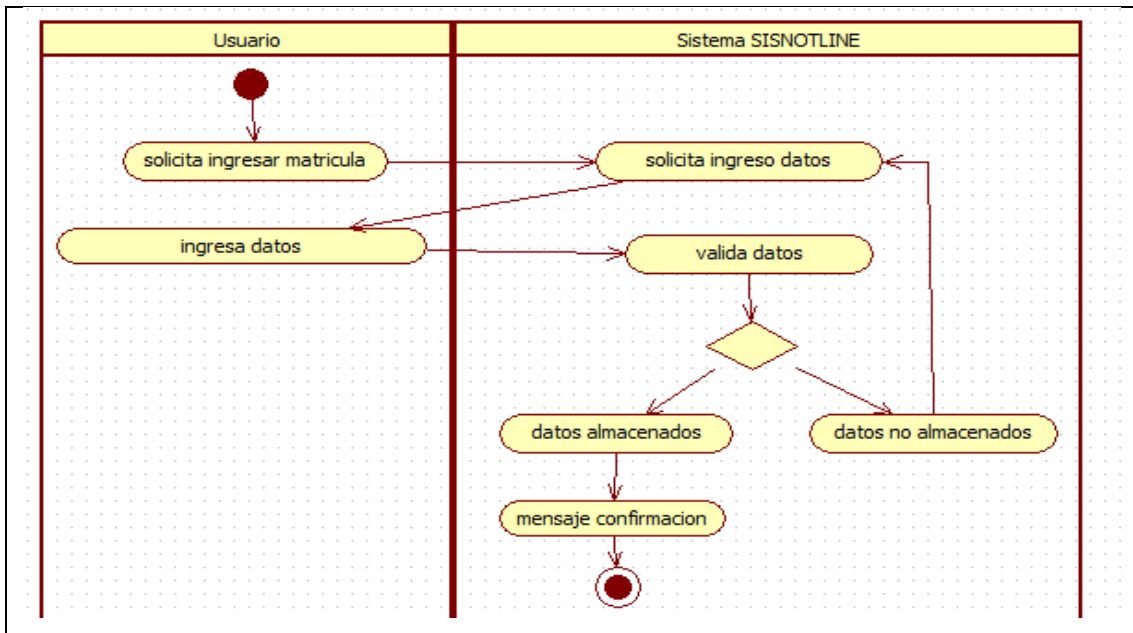 Usuario
Sistema SISNOTLINE
solicita ingresar matricula
solicita ingreso datos
ingresa datos
valida datos
datos almacenados
datos no almacenados
mensaje confirmacion